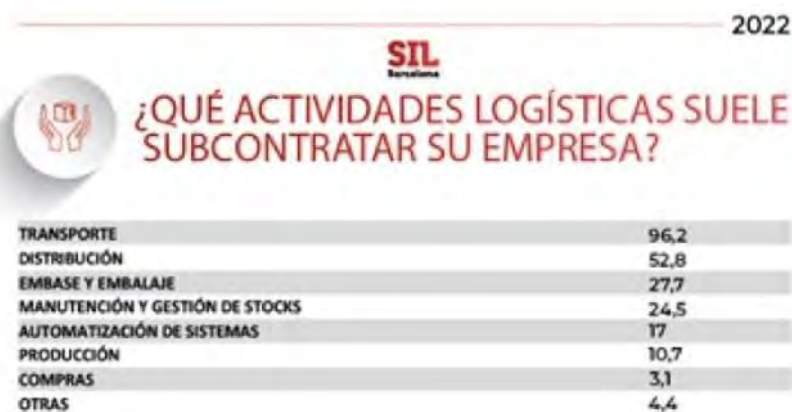 2022
SIL
Barcelona
¿QUÉ ACTIVIDADES LOGÍSTICAS SUELE
SUBCONTRATAR SU EMPRESA?
TRANSPORTE 96,2
DISTRIBUCIÓN 52,8
EMBASE Y EMBALAJE 27,7
MANUTENCIÓN Y GESTIÓN DE STOCKS 24,5
AUTOMATIZACIÓN DE SISTEMAS 17
PRODUCCIÓN 10,7
COMPRAS 3,1
OTRAS 4,4